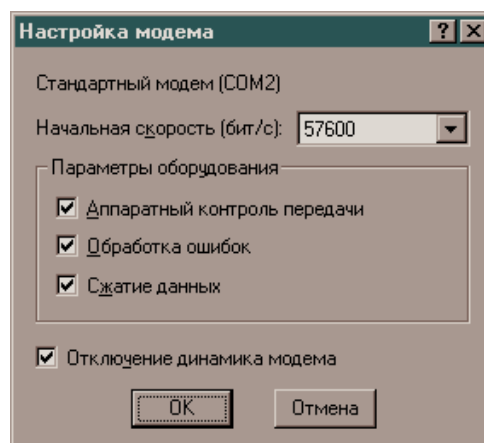 Настройка модема
Стандартный модем (COM2)
Начальная скорость (бит/с): 57600
Параметры оборудования
Аппаратный контроль передачи
Обработка ошибок
Сжатие данных
Отключение динамика модема
OK Отмена